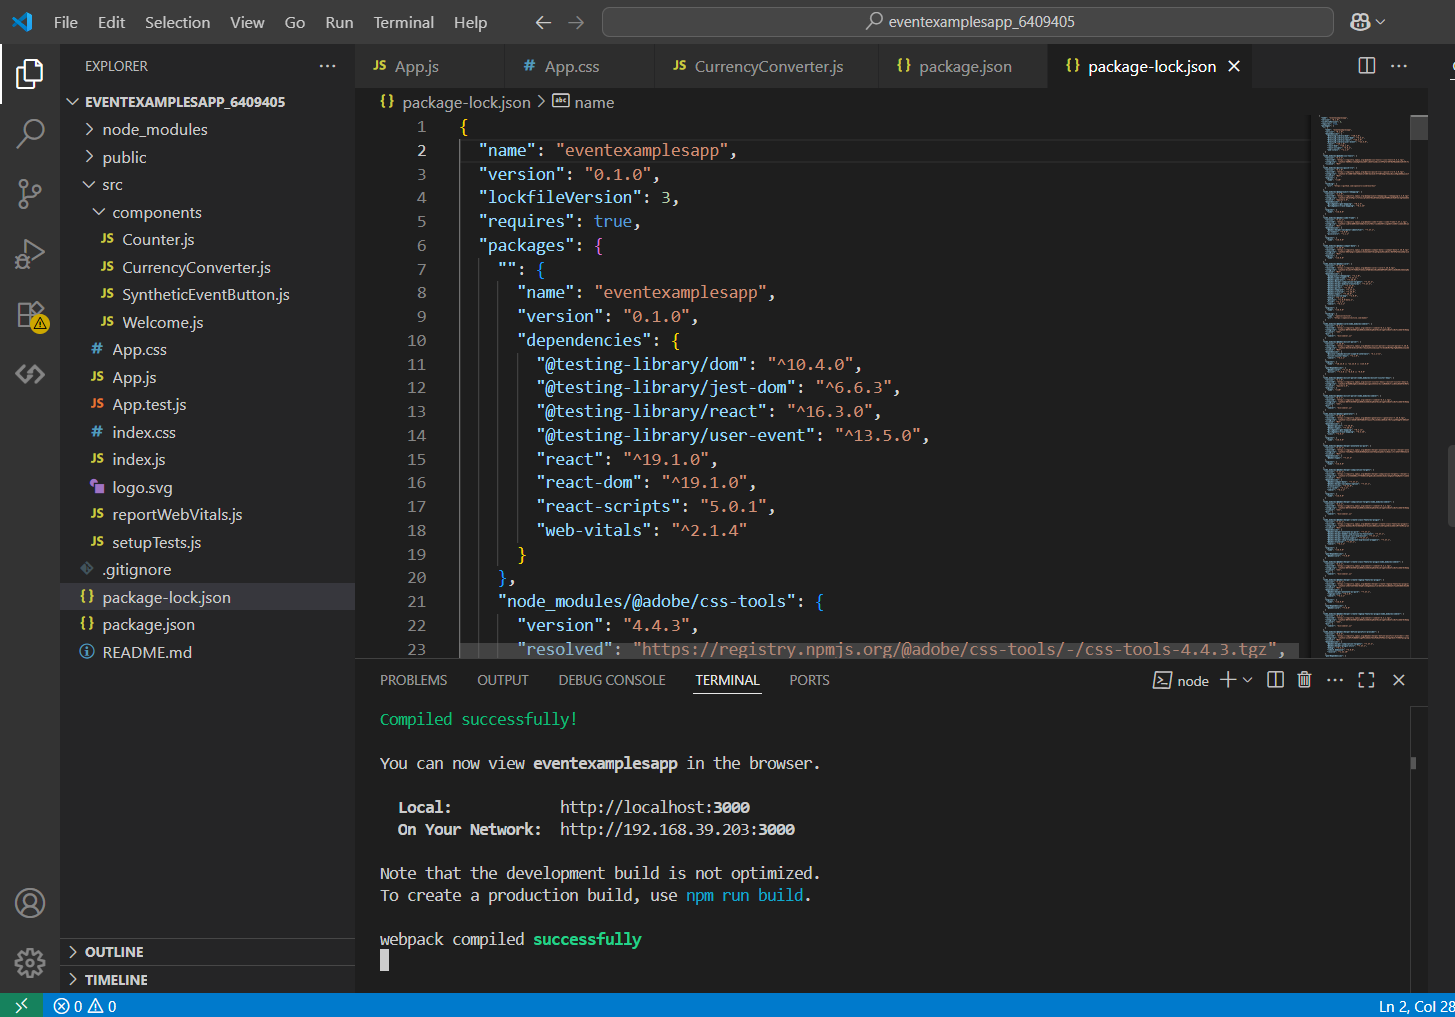 File Edit Selection View Go Run Terminal Help
eventexamplesapp_6409405
EXPLORER
EVENTEXAMPLESAPP_6409405
node_modules
public
src
components
JS Counter.js
JS CurrencyConverter.js
JS SyntheticEventButton.js
JS Welcome.js
# App.css
JS App.js
JS App.test.js
# index.css
JS index.js
logo.svg
JS reportWebVitals.js
JS setupTests.js
.gitignore
{} package-lock.json
{} package.json
README.md
OUTLINE
TIMELINE
JS App.js # App.css JS CurrencyConverter.js {} package.json {} package-lock.json
{} package-lock.json > abc name
1 {
2 "name": "eventexamplesapp",
3 "version": "0.1.0",
4 "lockfileVersion": 3,
5 "requires": true,
6 "packages": {
7 "": {
8 "name": "eventexamplesapp",
9 "version": "0.1.0",
10 "dependencies": {
11 "@testing-library/dom": "^10.4.0",
12 "@testing-library/jest-dom": "^6.6.3",
13 "@testing-library/react": "^16.3.0",
14 "@testing-library/user-event": "^13.5.0",
15 "react": "^19.1.0",
16 "react-dom": "^19.1.0",
17 "react-scripts": "5.0.1",
18 "web-vitals": "^2.1.4"
19 }
20 },
21 "node_modules/@adobe/css-tools": {
22 "version": "4.4.3",
23 "resolved": "https://registry.npmjs.org/@adobe/css-tools/-/css-tools-4.4.3.tgz",
PROBLEMS OUTPUT DEBUG CONSOLE TERMINAL PORTS
node
Compiled successfully!
You can now view eventexamplesapp in the browser.
Local: http://localhost:3000
On Your Network: http://192.168.39.203:3000
Note that the development build is not optimized.
To create a production build, use npm run build.
webpack compiled successfully
0 0
Ln 2, Col 28